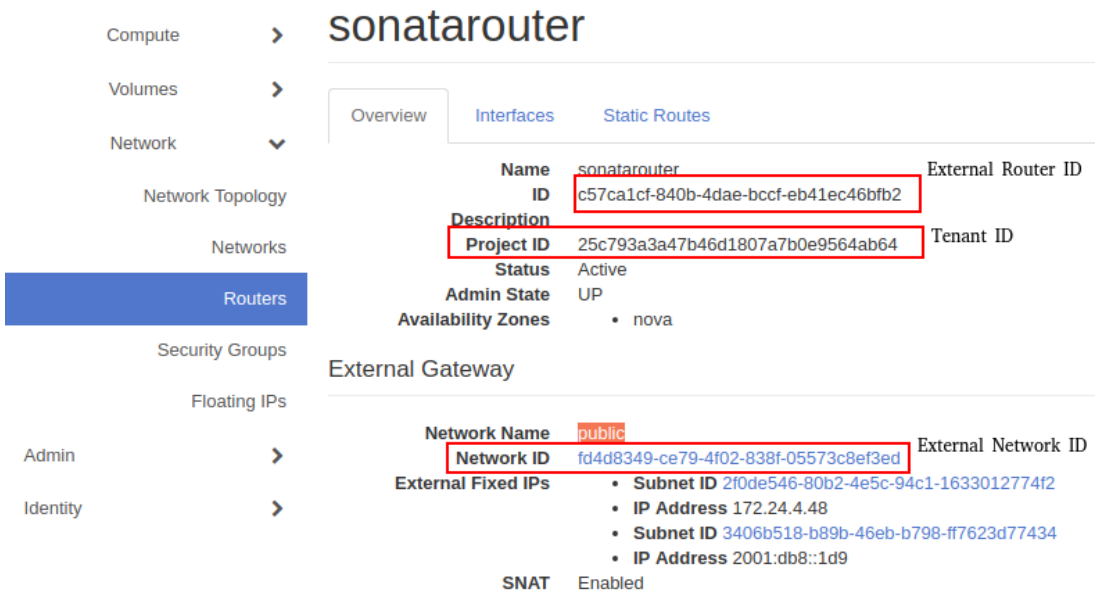 Compute
Volumes
Network
Network Topology
Networks
Routers
Security Groups
Floating IPs
Admin
Identity
sonatarouter
Overview Interfaces Static Routes
Name sonatarouter External Router ID
ID c57ca1cf-840b-4dae-bccf-eb41ec46bfb2
Description
Project ID 25c793a3a47b46d1807a7b0e9564ab64 Tenant ID
Status Active
Admin State UP
Availability Zones • nova
External Gateway
Network Name public
Network ID fd4d8349-ce79-4f02-838f-05573c8ef3ed External Network ID
External Fixed IPs • Subnet ID 2f0de546-80b2-4e5c-94c1-1633012774f2
• IP Address 172.24.4.48
• Subnet ID 3406b518-b89b-46eb-b798-ff7623d77434
• IP Address 2001:db8::1d9
SNAT Enabled